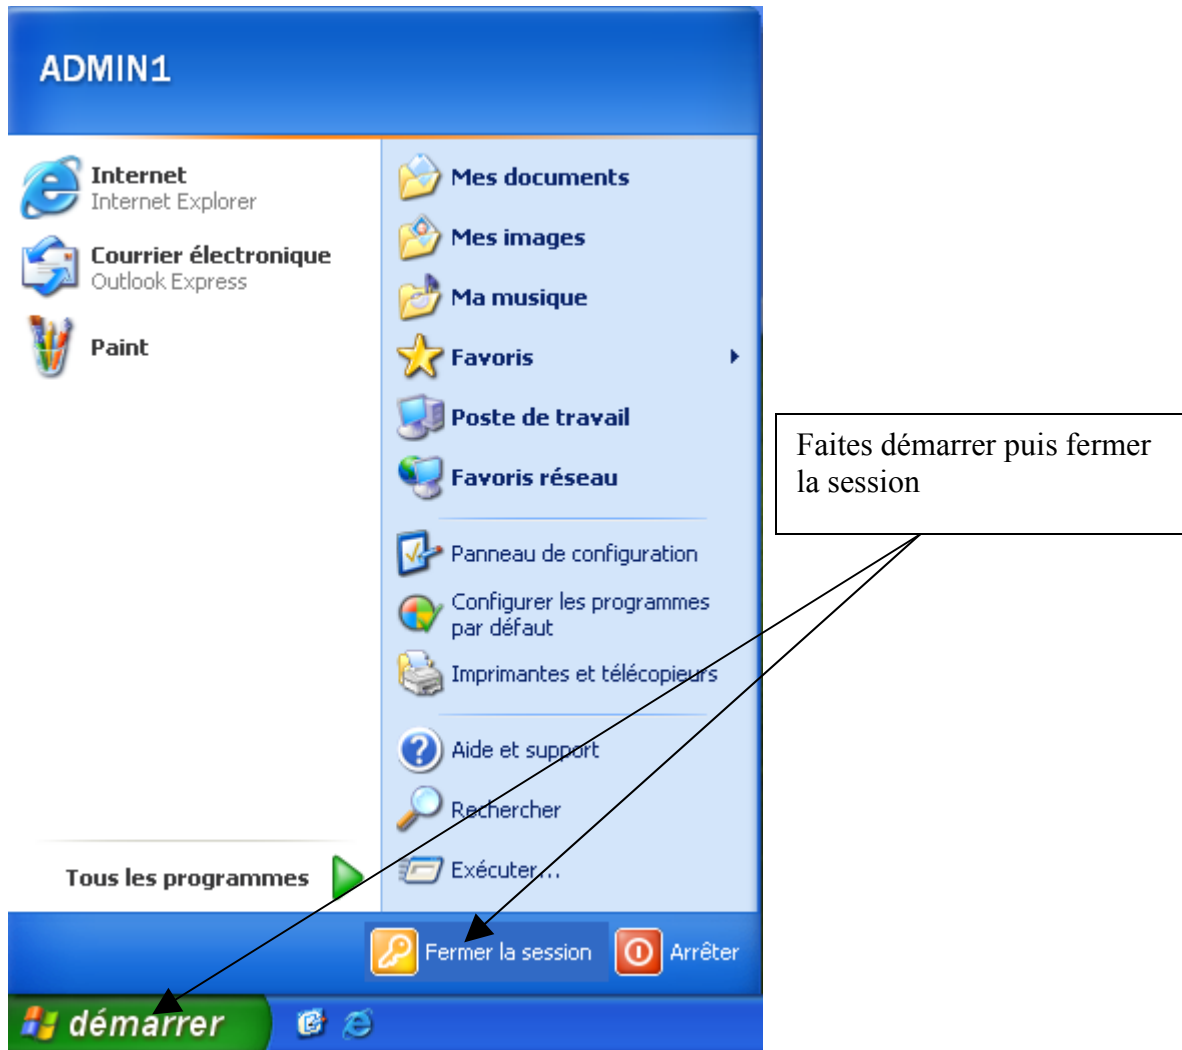 ADMIN1
Internet
Internet Explorer
Courrier électronique
Outlook Express
Paint
Tous les programmes
Mes documents
Mes images
Ma musique
Favoris
Poste de travail
Favoris réseau
Panneau de configuration
Configurer les programmes
par défaut
Imprimantes et télécopieurs
Aide et support
Rechercher
Exécuter...
Fermer la session
Arrêter
démarrer
Faites démarrer puis fermer
la session